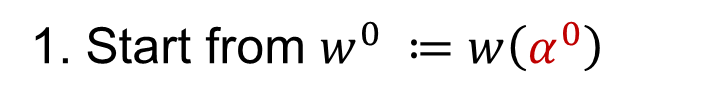 1. Start from w⁰ := w(α⁰)